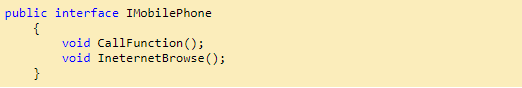 public interface IMobilePhone
{
void CallFunction();
void IneternetBrowse();
}